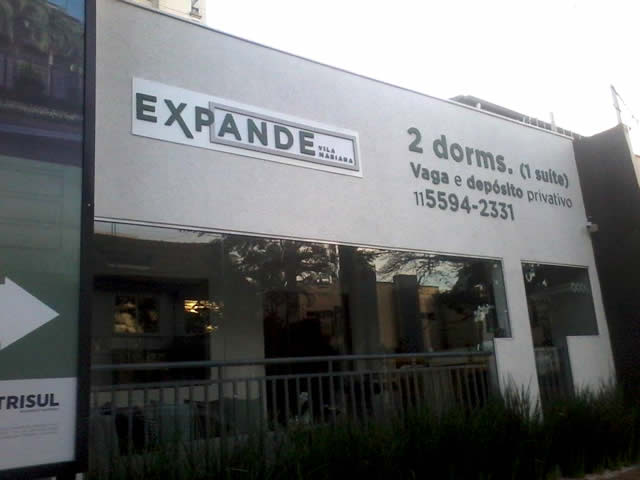 EXPANDE
VILA
MARIANA
2 dorms. (1 suíte)
Vaga e depósito privativo
11 5594-2331
TRISUL